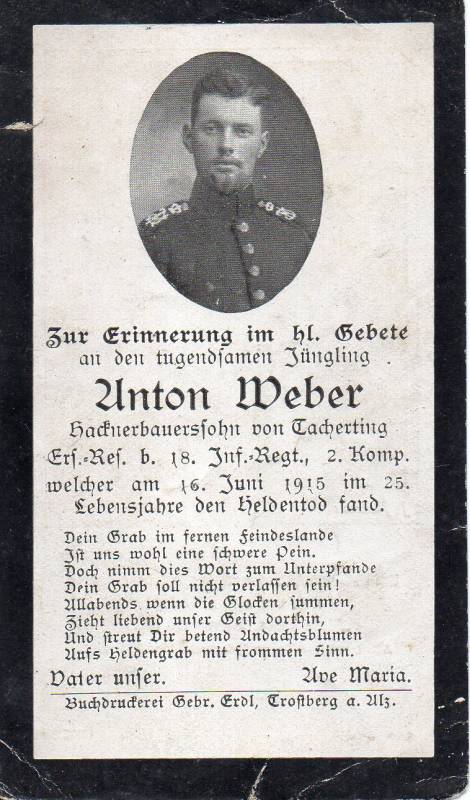 Zur Erinnerung im hl. Gebete
an den tugendsamen Jüngling
Anton Weber
Hacknerbauerssohn von Tacherting
Ers.-Res. b. 18. Inf.-Regt., 2. Komp.
welcher am 16. Juni 1915 im 25.
Lebensjahre den Heldentod fand.
Dein Grab im fernen Feindeslande
Ist uns wohl eine schwere Pein.
Doch nimm dies Wort zum Unterpfande
Dein Grab soll nicht verlassen sein!
Allabends wenn die Glocken summen,
Zieht liebend unser Geist dorthin,
Und streut Dir betend Andachtsblumen
Aufs Heldengrab mit frommen Sinn.
Vater unser. Ave Maria.
Buchdruckerei Gebr. Erdl, Trostberg a. Alz.